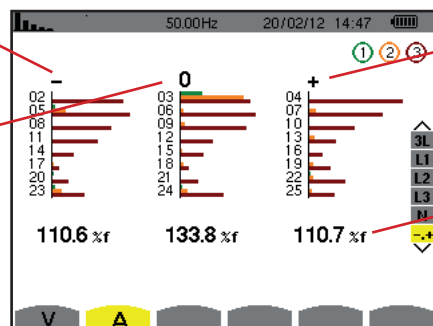 50.00Hz 20/02/12 14:47
1 2 3
- 0 +
02 03 04
05 06 07
08 09 10
11 12 13
14 15 16
17 18 19
20 21 22
23 24 25
3L
L1
L2
L3
N
-.+
110.6 %f 133.8 %f 110.7 %f
V A